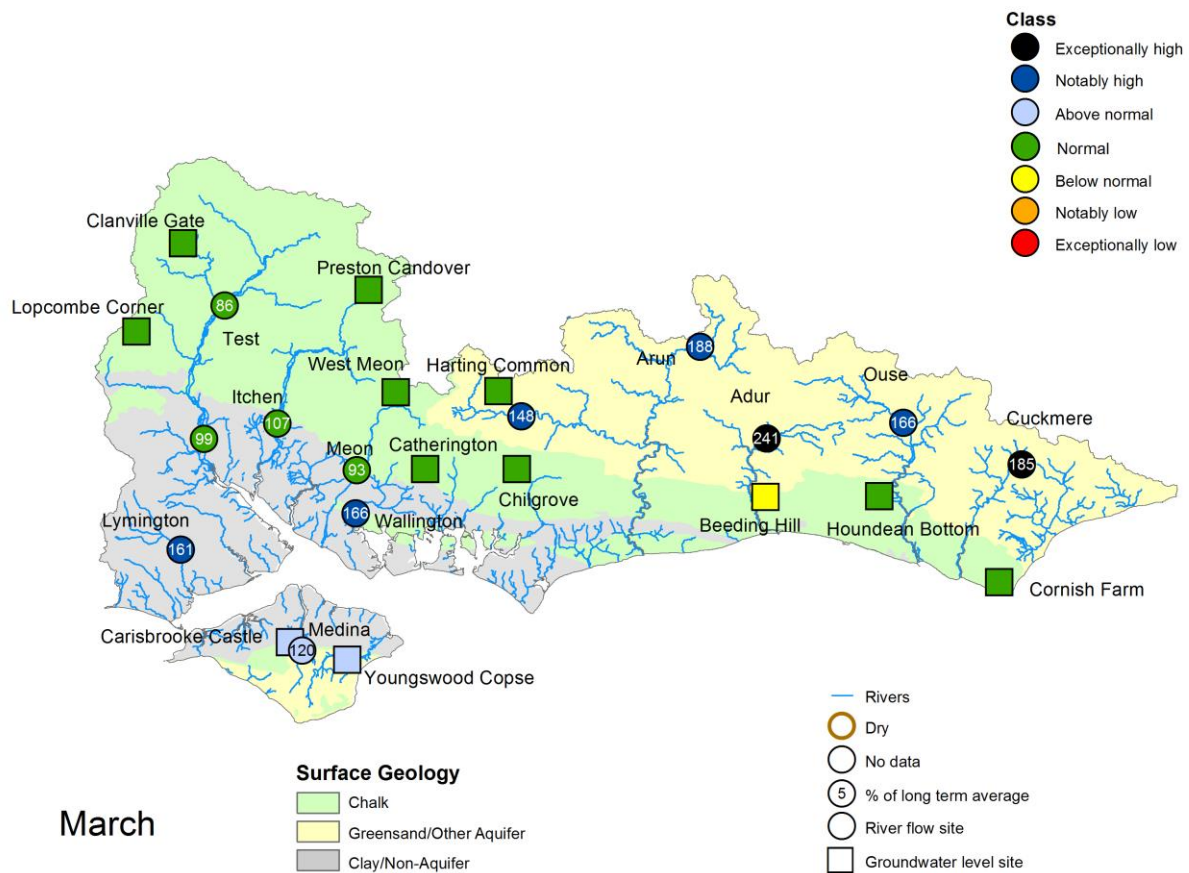 Class
Exceptionally high
Notably high
Above normal
Normal
Below normal
Notably low
Exceptionally low
Clanville Gate
Preston Candover
Lopcombe Corner
86
Test
West Meon
Harting Common
Arun
188
Ouse
Adur
Itchen
148
Cuckmere
107
166
99
241
Meon
Catherington
185
93
Chilgrove
166
Wallington
Beeding Hill
Houndean Bottom
Lymington
161
Cornish Farm
Carisbrooke Castle
Medina
120
Youngswood Copse
Rivers
Dry
No data
5
% of long term average
River flow site
Groundwater level site
Surface Geology
Chalk
Greensand/Other Aquifer
Clay/Non-Aquifer
March